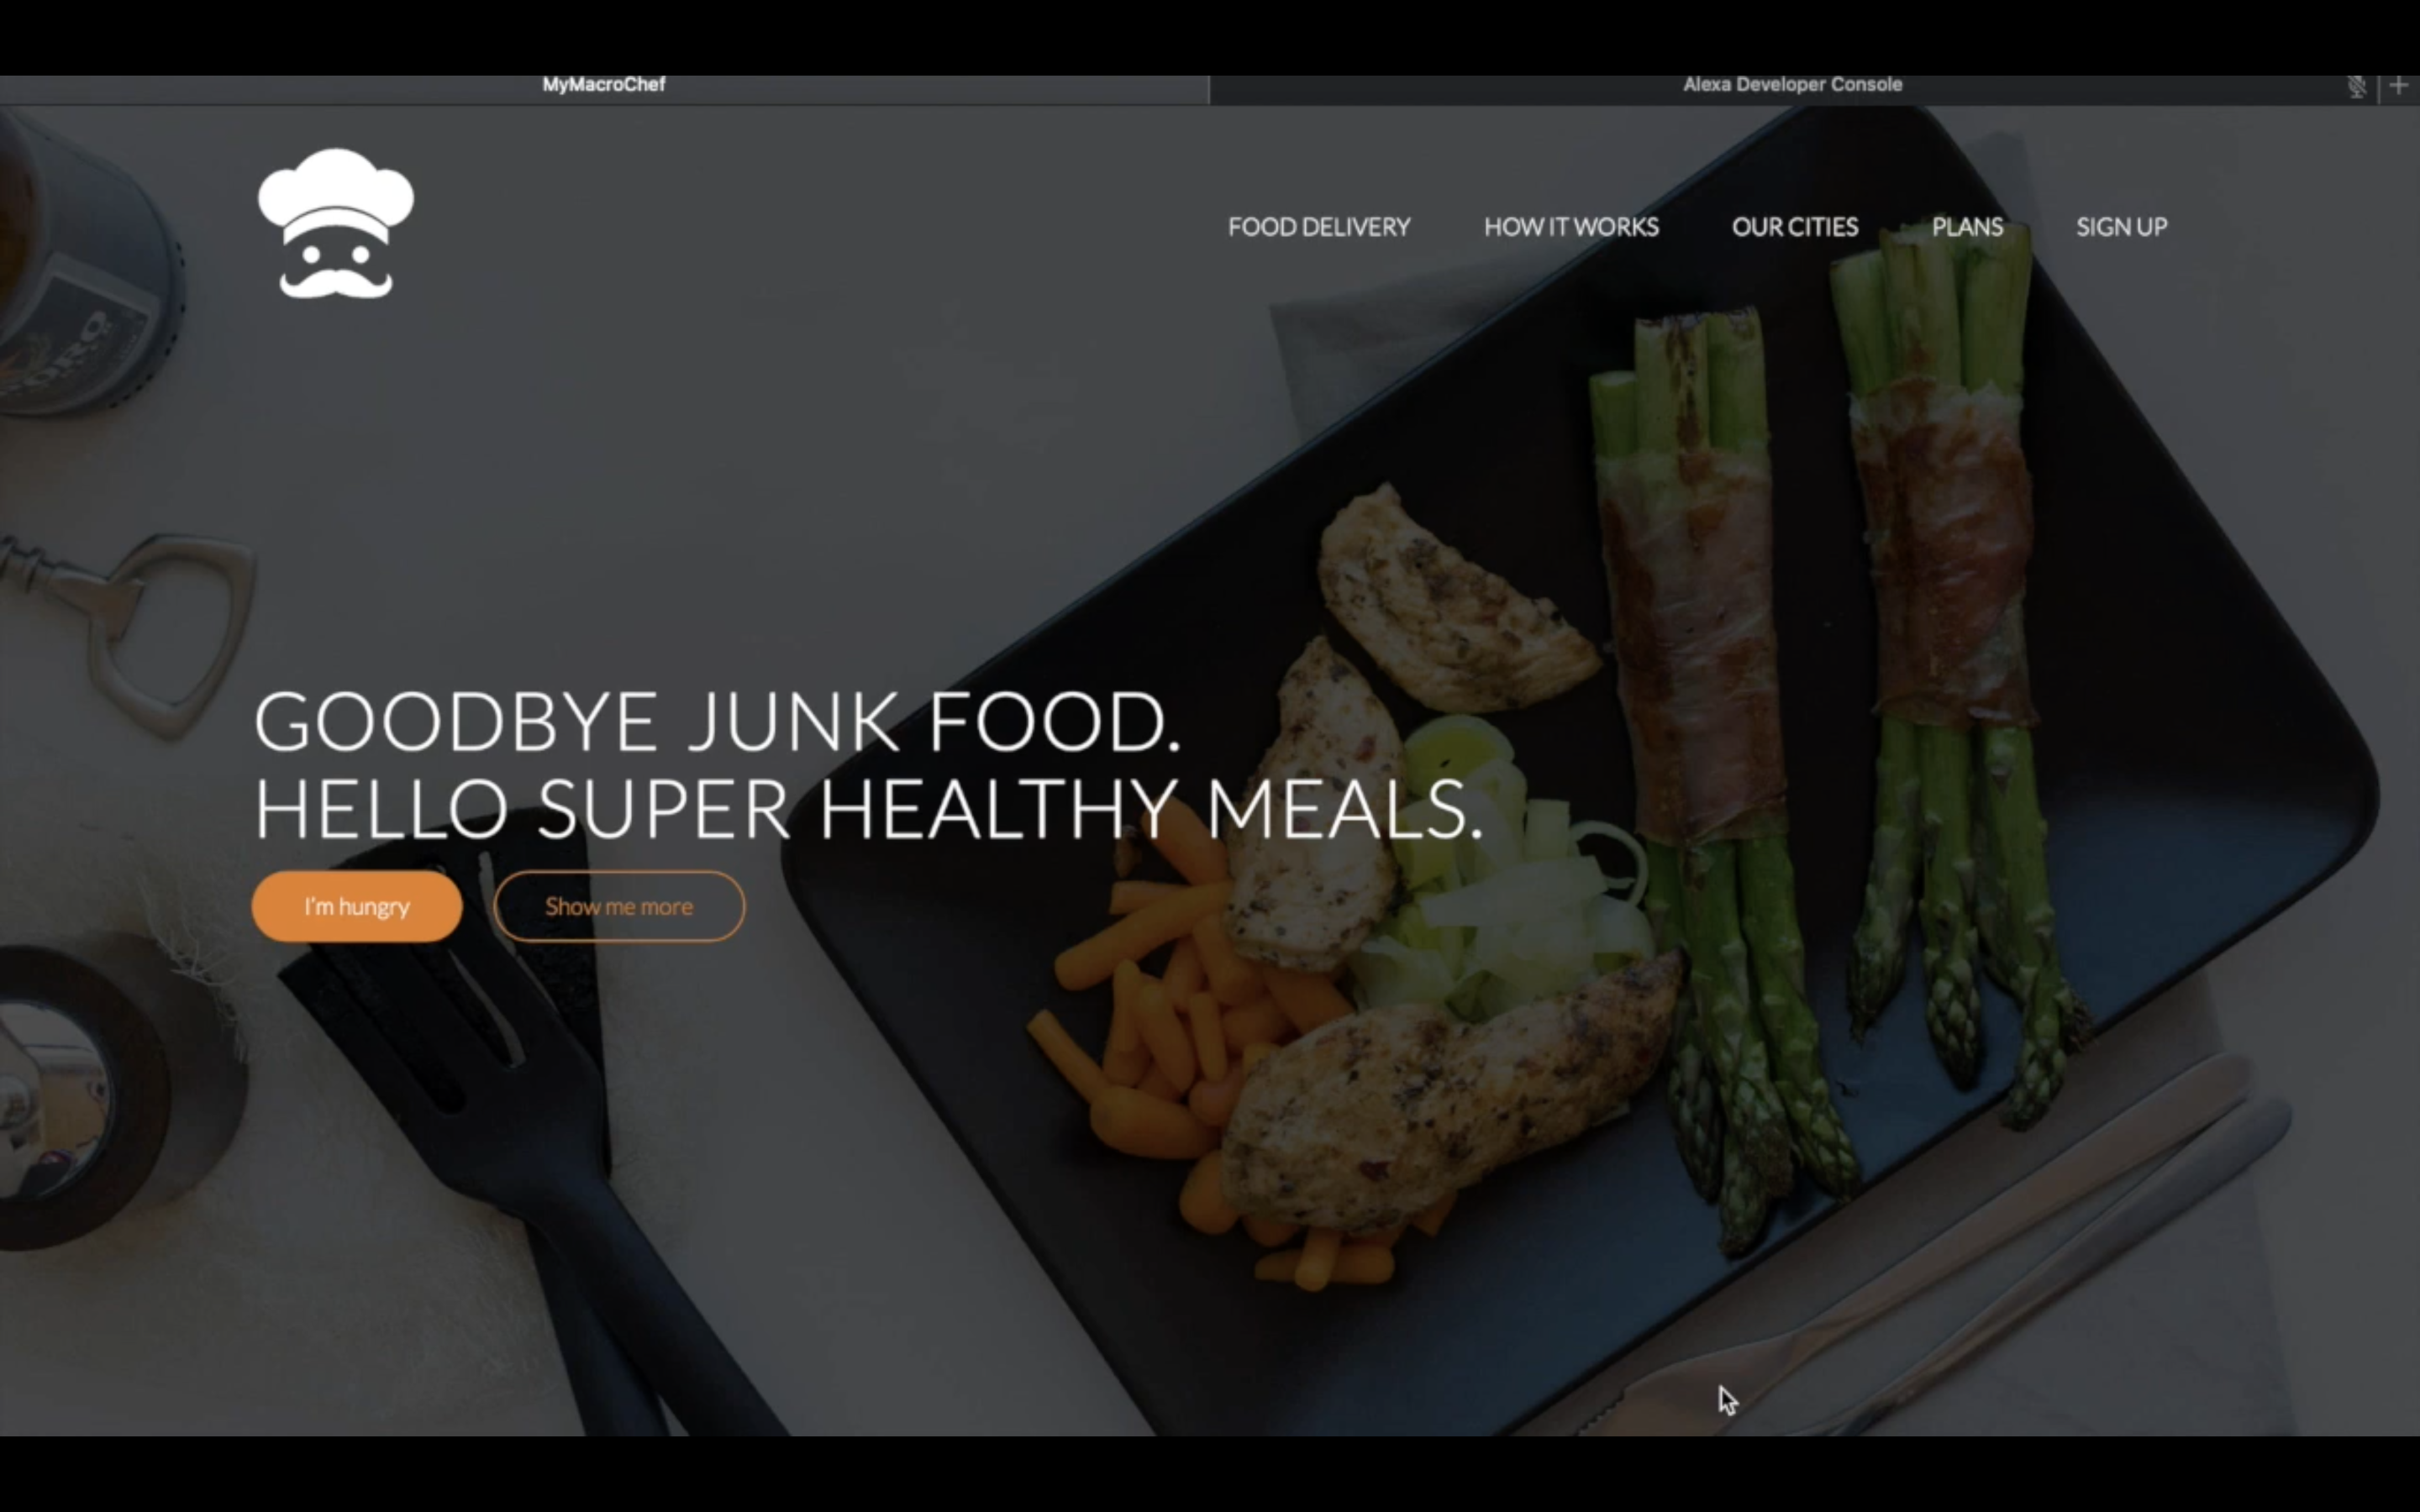 MyMacroChef
Alexa Developer Console
FOOD DELIVERY
HOW IT WORKS
OUR CITIES
PLANS
SIGN UP
GOODBYE JUNK FOOD.
HELLO SUPER HEALTHY MEALS.
I'm hungry
Show me more